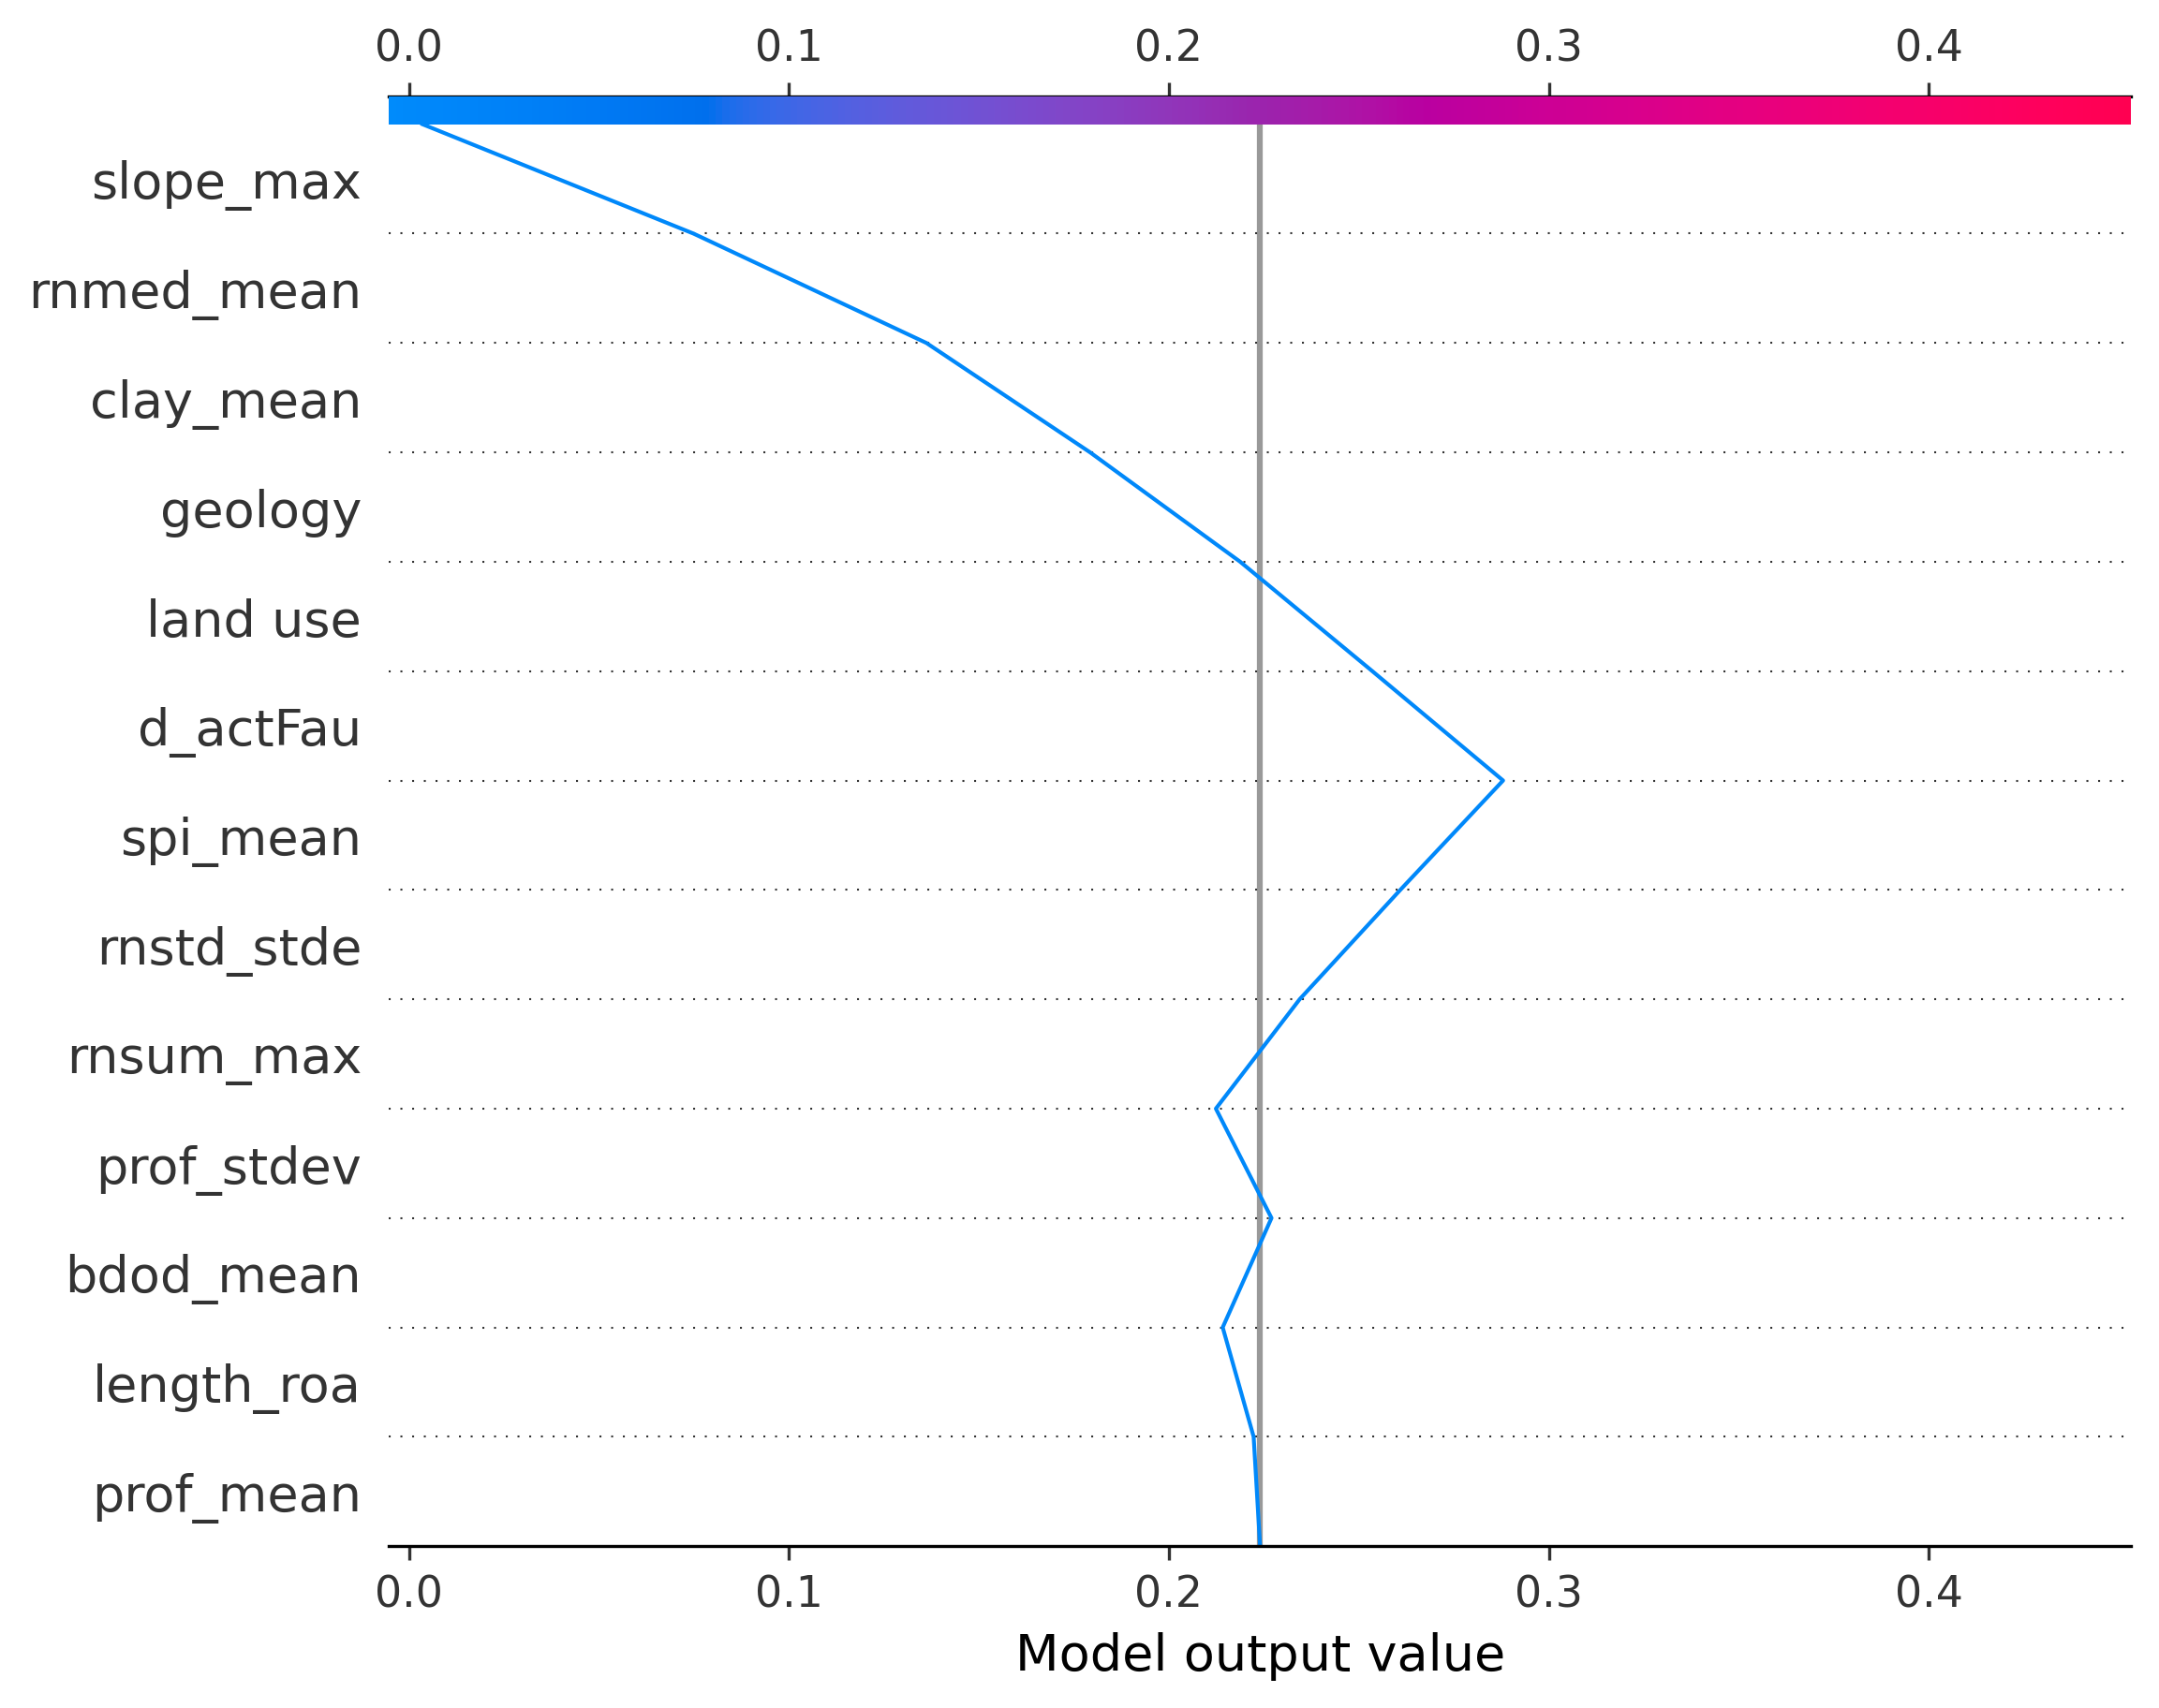 0.0 0.1 0.2 0.3 0.4
slope_max
rnmed_mean
clay_mean
geology
land use
d_actFau
spi_mean
rnstd_stde
rnsum_max
prof_stdev
bdod_mean
length_roa
prof_mean
0.0 0.1 0.2 0.3 0.4
Model output value